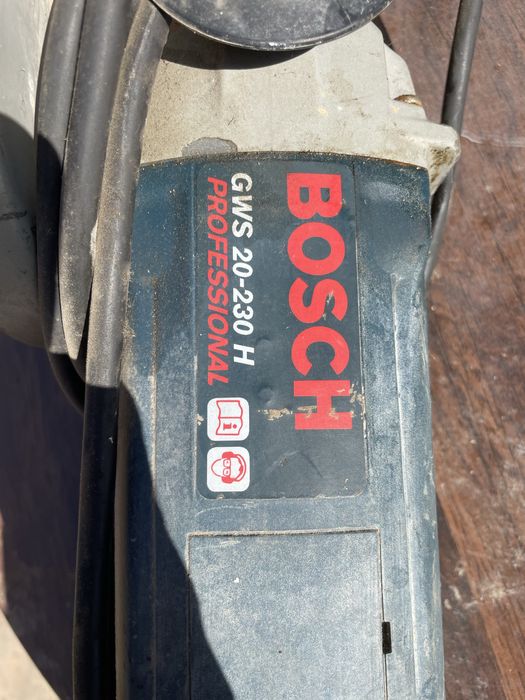 BOSCH
GWS 20-230 H
PROFESSIONAL
i